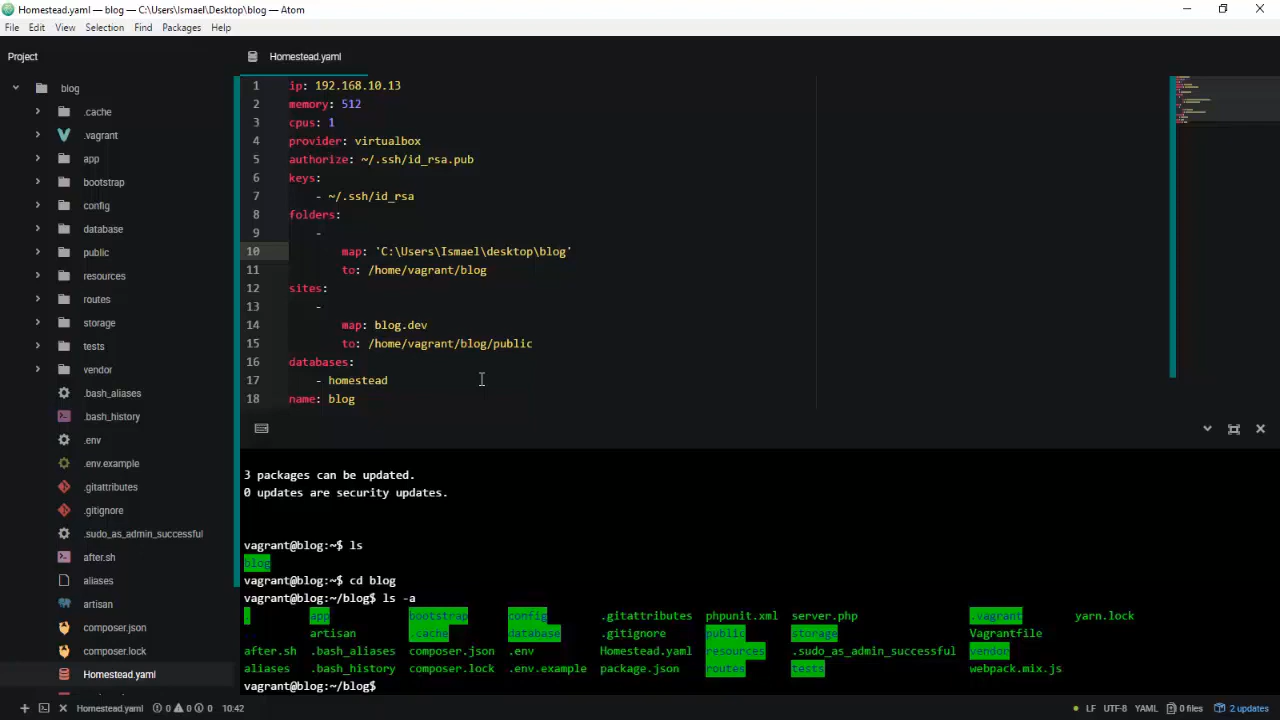 Homestead.yaml — blog — C:\Users\Ismael\Desktop\blog — Atom
File Edit View Selection Find Packages Help
Project
Homestead.yaml
blog
.cache
.vagrant
app
bootstrap
config
database
public
resources
routes
storage
tests
vendor
.bash_aliases
.bash_history
.env
.env.example
.gitattributes
.gitignore
.sudo_as_admin_successful
after.sh
aliases
artisan
composer.json
composer.lock
Homestead.yaml
1 ip: 192.168.10.13
2 memory: 512
3 cpus: 1
4 provider: virtualbox
5 authorize: ~/.ssh/id_rsa.pub
6 keys:
7 - ~/.ssh/id_rsa
8 folders:
9 -
10 map: 'C:\Users\Ismael\desktop\blog'
11 to: /home/vagrant/blog
12 sites:
13 -
14 map: blog.dev
15 to: /home/vagrant/blog/public
16 databases:
17 - homestead
18 name: blog
3 packages can be updated.
0 updates are security updates.
vagrant@blog:~$ ls
blog
vagrant@blog:~$ cd blog
vagrant@blog:~/blog$ ls -a
. app bootstrap config .gitattributes phpunit.xml server.php .vagrant yarn.lock
artisan .cache database .gitignore public storage Vagrantfile
after.sh .bash_aliases composer.json .env Homestead.yaml resources .sudo_as_admin_successful vendor
aliases .bash_history composer.lock .env.example package.json routes tests webpack.mix.js
vagrant@blog:~/blog$
Homestead.yaml 0 0 0 10:42 LF UTF-8 YAML 0 files 2 updates